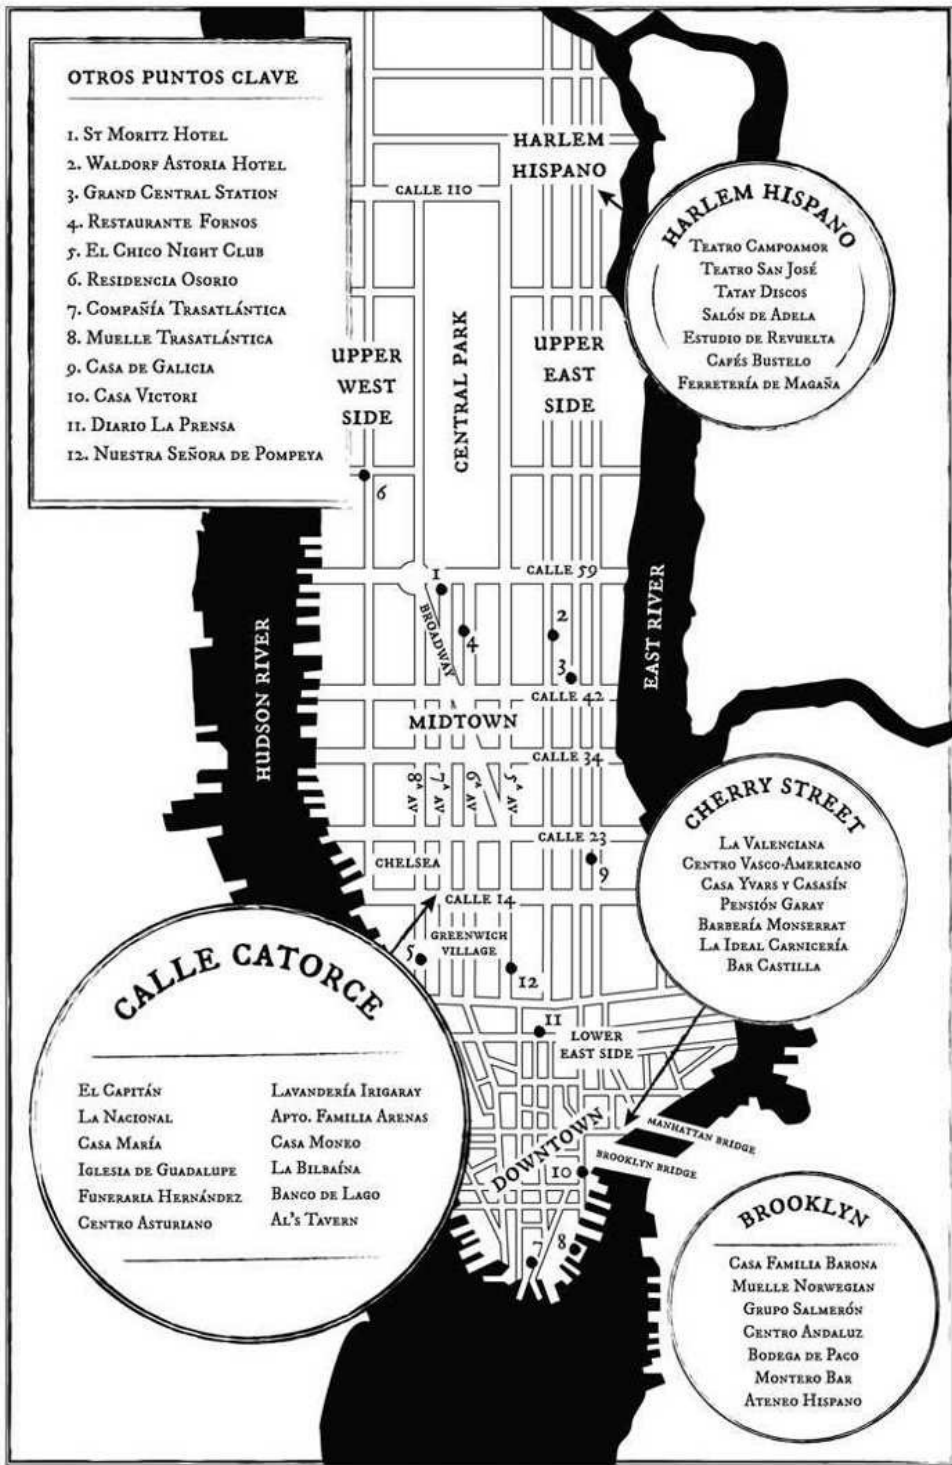 OTROS PUNTOS CLAVE
1. St Moritz Hotel
2. Waldorf Astoria Hotel
3. Grand Central Station
4. Restaurante Fornos
5. El Chico Night Club
6. Residencia Osorio
7. Compañía Trasatlántica
8. Muelle Trasatlántica
9. Casa de Galicia
10. Casa Victori
11. Diario La Prensa
12. Nuestra Señora de Pompeya
HARLEM
HISPANO
CALLE 110
HARLEM HISPANO
Teatro Campoamor
Teatro San José
Tatay Discos
Salón de Adela
Estudio de Revuelta
Cafés Bustelo
Ferretería de Magaña
UPPER
WEST
SIDE
CENTRAL PARK
UPPER
EAST
SIDE
6
CALLE 59
1
BROADWAY
4
2
3
HUDSON RIVER
EAST RIVER
CALLE 42
MIDTOWN
CALLE 34
8ª AV
7ª AV
6ª AV
5ª AV
CALLE 23
CHELSEA
9
CALLE 14
GREENWICH
VILLAGE
5
12
CHERRY STREET
La Valenciana
Centro Vasco-Americano
Casa Yvars y Casasín
Pensión Garay
Barbería Monserrat
La Ideal Carnicería
Bar Castilla
CALLE CATORCE
El Capitán
La Nacional
Casa María
Iglesia de Guadalupe
Funeraria Hernández
Centro Asturiano
Lavandería Irigaray
Apto. Familia Arenas
Casa Moneo
La Bilbaína
Banco de Lago
Al's Tavern
11
LOWER
EAST SIDE
DOWNTOWN
MANHATTAN BRIDGE
BROOKLYN BRIDGE
10
7
8
BROOKLYN
Casa Familia Barona
Muelle Norwegian
Grupo Salmerón
Centro Andaluz
Bodega de Paco
Montero Bar
Ateneo Hispano